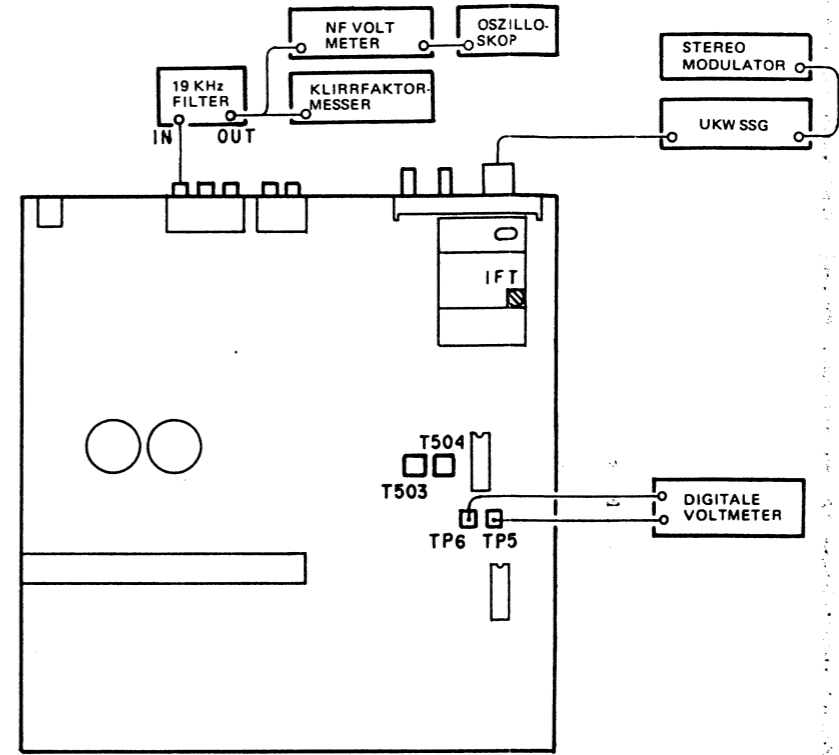 NF VOLT
METER
OSZILLO-
SKOP
STEREO
MODULATOR
19 KHz
FILTER
KLIRRFAKTOR-
MESSER
UKW SSG
IN OUT
IFT
T504
T503
DIGITALE
VOLTMETER
TP6 TP5